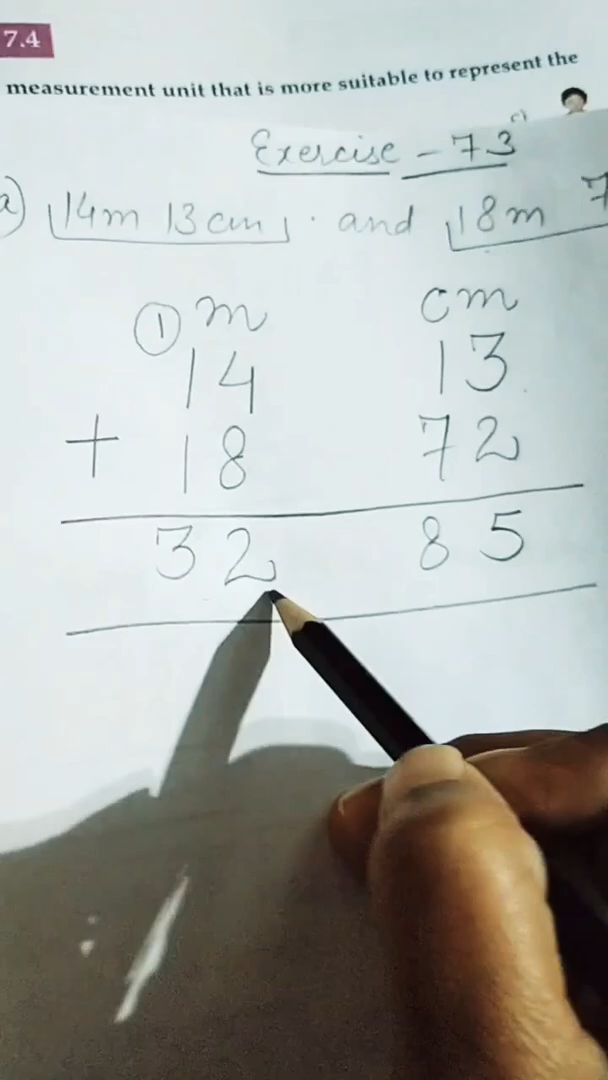 7.4
measurement unit that is more suitable to represent the
Exercise - 7.3
a) 14m 13cm . and 18m 7
① m cm
14 13
+ 18 72
32 85